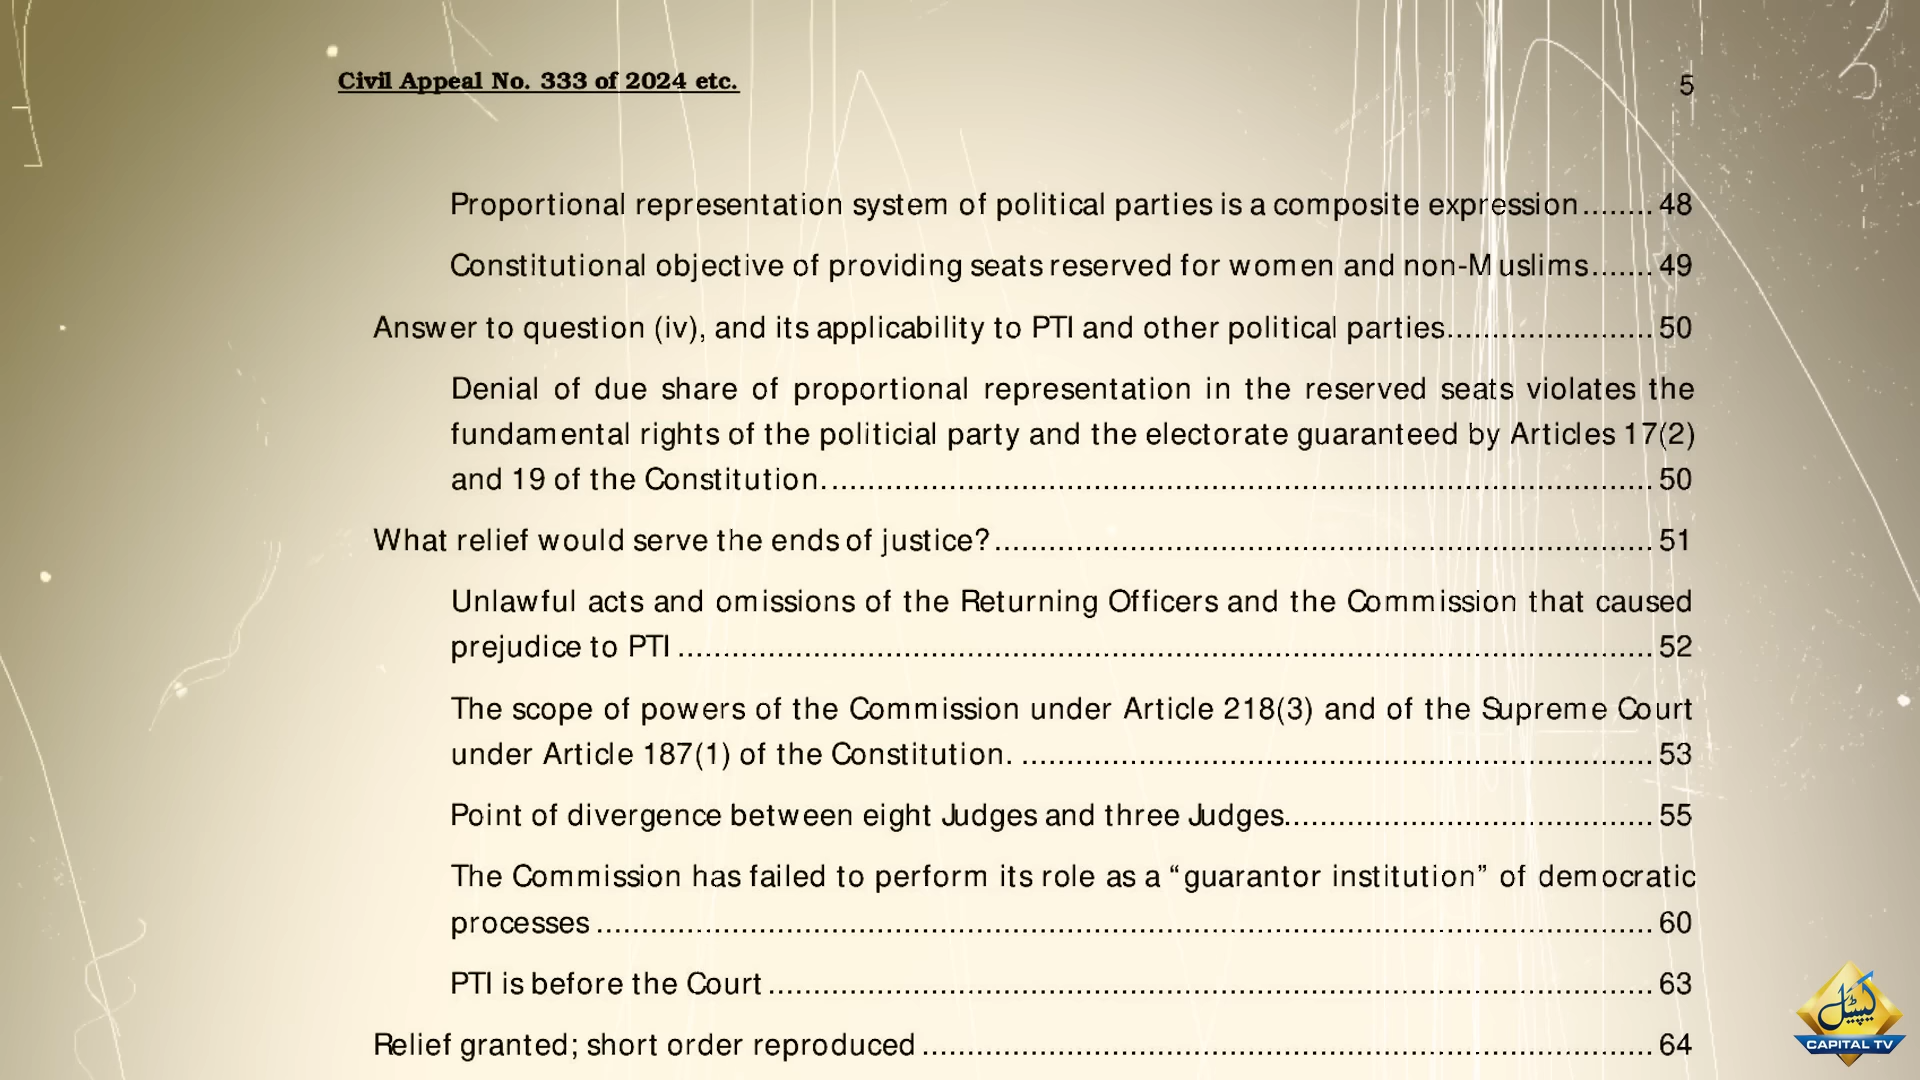 Civil Appeal No. 333 of 2024 etc. 5
Proportional representation system of political parties is a composite expression........ 48
Constitutional objective of providing seats reserved for women and non-Muslims....... 49
Answer to question (iv), and its applicability to PTI and other political parties....................... 50
Denial of due share of proportional representation in the reserved seats violates the
fundamental rights of the politicial party and the electorate guaranteed by Articles 17(2)
and 19 of the Constitution............................................................................................ 50
What relief would serve the ends of justice?......................................................................... 51
Unlawful acts and omissions of the Returning Officers and the Commission that caused
prejudice to PTI ............................................................................................................ 52
The scope of powers of the Commission under Article 218(3) and of the Supreme Court
under Article 187(1) of the Constitution. ...................................................................... 53
Point of divergence between eight Judges and three Judges......................................... 55
The Commission has failed to perform its role as a “guarantor institution” of democratic
processes ..................................................................................................................... 60
PTI is before the Court .................................................................................................. 63
Relief granted; short order reproduced ................................................................................. 64
کیپیٹل
CAPITAL TV